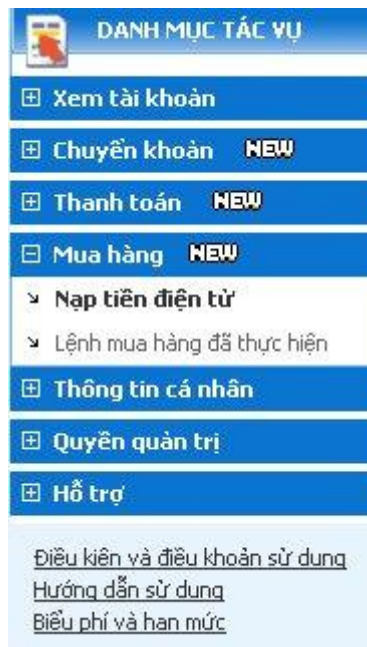 DANH MỤC TÁC VỤ
Xem tài khoản
Chuyển khoản NEW
Thanh toán NEW
Mua hàng NEW
Nạp tiền điện tử
Lệnh mua hàng đã thực hiện
Thông tin cá nhân
Quyền quản trị
Hỗ trợ
Điều kiện và điều khoản sử dụng
Hướng dẫn sử dụng
Biểu phí và hạn mức